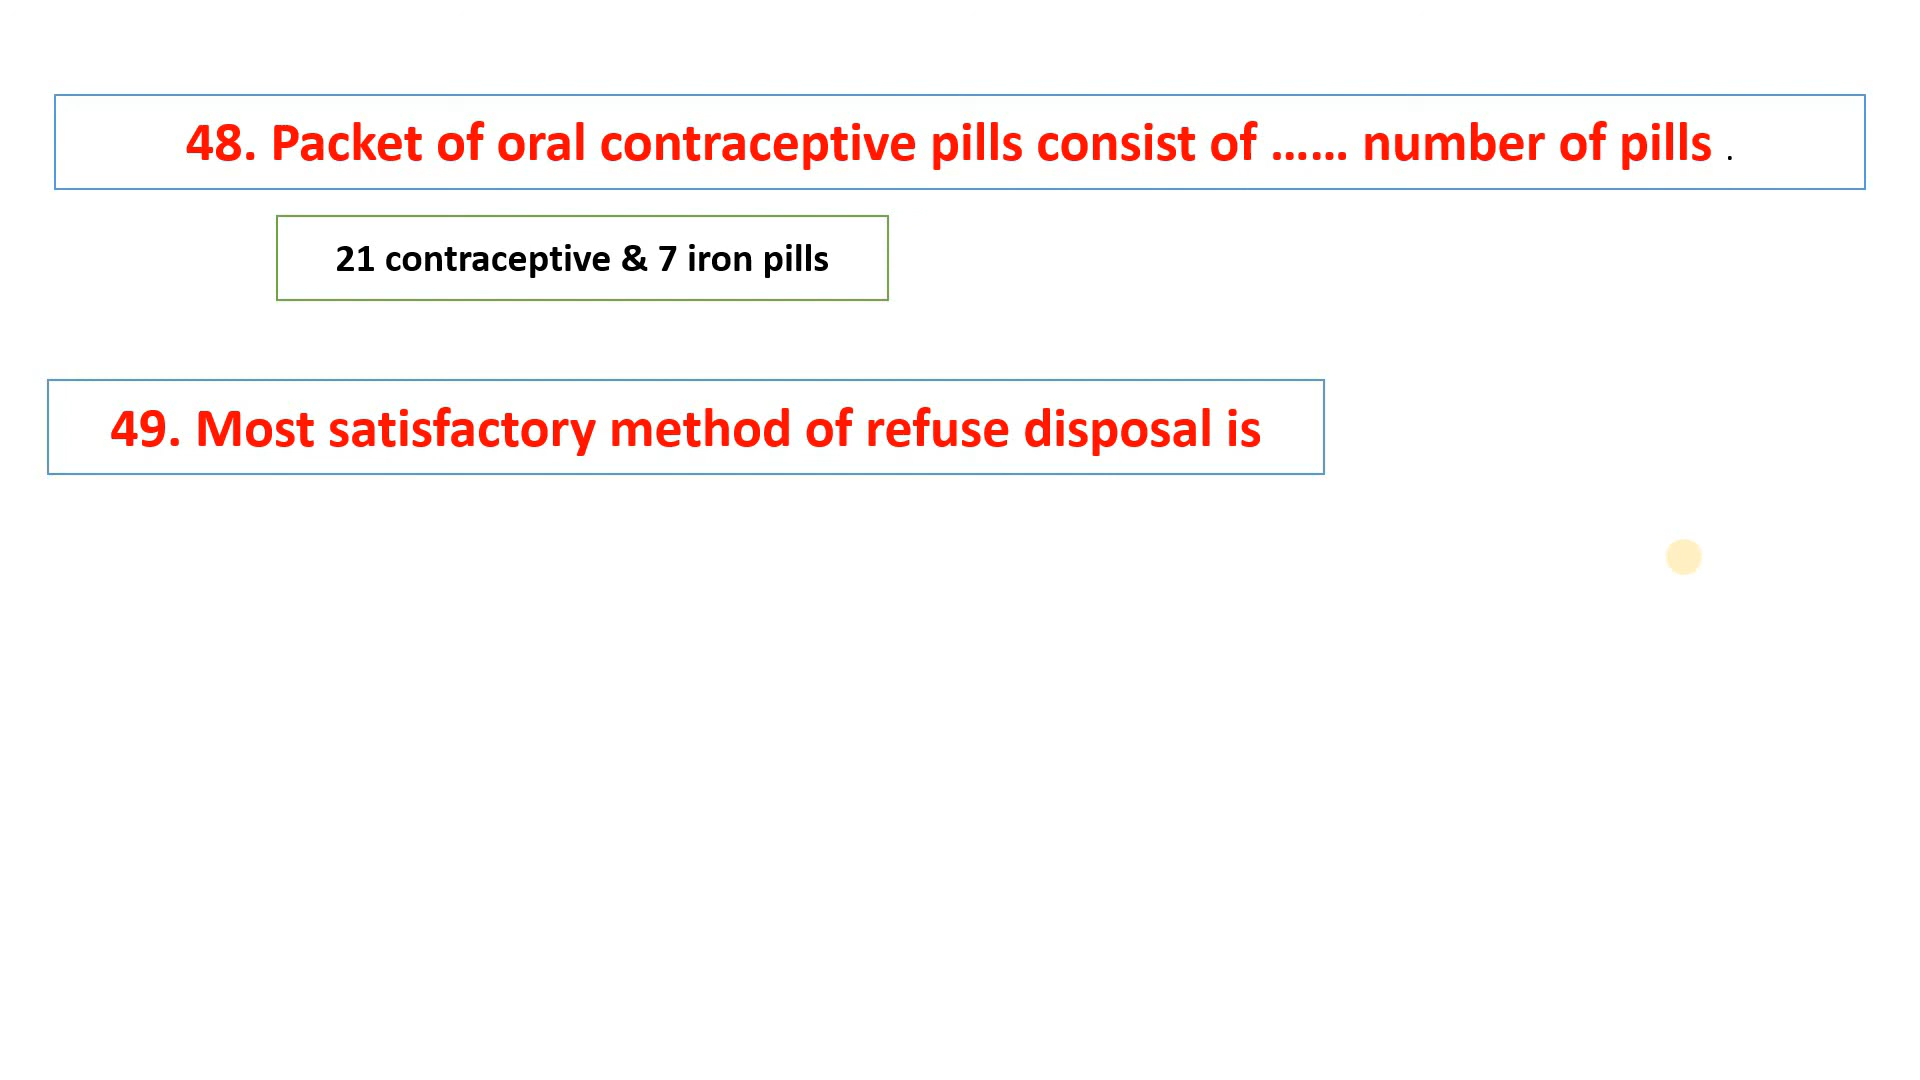 48. Packet of oral contraceptive pills consist of …… number of pills .
21 contraceptive & 7 iron pills
49. Most satisfactory method of refuse disposal is